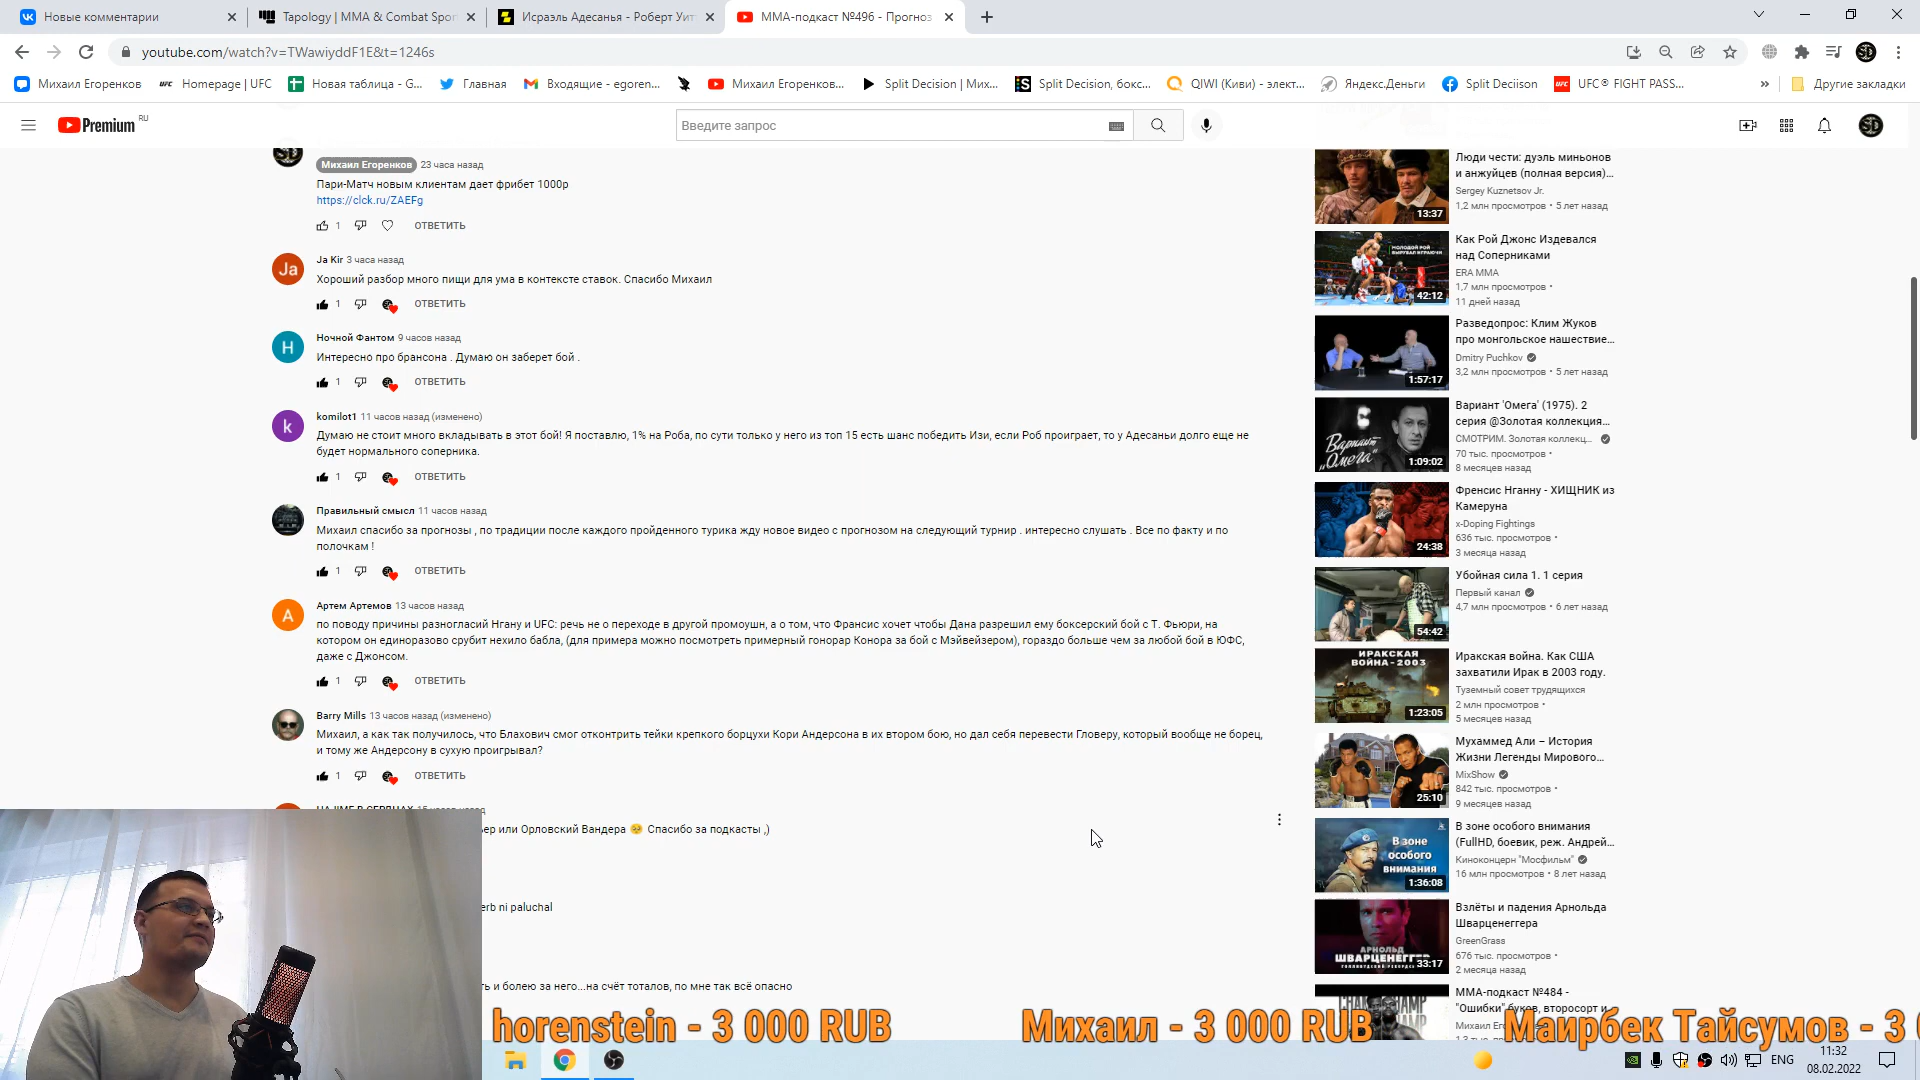 Новые комментарии
Tapology | MMA & Combat Spor
Исраэль Адесанья - Роберт Уит
ММА-подкаст №496 - Прогноз
youtube.com/watch?v=TWawiyddF1E&t=1246s
Михаил Егоренков
Homepage | UFC
Новая таблица - G...
Главная
Входящие - egoren...
Михаил Егоренков...
Split Decision | Мих...
Split Decision, бокс...
QIWI (Киви) - элект...
Яндекс.Деньги
Split Deciison
UFC® FIGHT PASS...
»
Другие закладки
Premium RU
Введите запрос
Михаил Егоренков 23 часа назад
Пари-Матч новым клиентам дает фрибет 1000р
https://clck.ru/ZAEFg
1 ОТВЕТИТЬ
Ja
Ja Kir 3 часа назад
Хороший разбор много пищи для ума в контексте ставок. Спасибо Михаил
1 ОТВЕТИТЬ
Н
Ночной Фантом 9 часов назад
Интересно про брансона . Думаю он заберет бой .
1 ОТВЕТИТЬ
k
komilot1 11 часов назад (изменено)
Думаю не стоит много вкладывать в этот бой! Я поставлю, 1% на Роба, по сути только у него из топ 15 есть шанс победить Изи, если Роб проиграет, то у Адесаньи долго еще не
будет нормального соперника.
1 ОТВЕТИТЬ
Правильный смысл 11 часов назад
Михаил спасибо за прогнозы , по традиции после каждого пройденного турика жду новое видео с прогнозом на следующий турнир . интересно слушать . Все по факту и по
полочкам !
1 ОТВЕТИТЬ
А
Артем Артемов 13 часов назад
по поводу причины разногласий Нгану и UFC: речь не о переходе в другой промоушн, а о том, что Франсис хочет чтобы Дана разрешил ему боксерский бой с Т. Фьюри, на
котором он единоразово срубит нехило бабла, (для примера можно посмотреть примерный гонорар Конора за бой с Мэйвейзером), гораздо больше чем за любой бой в ЮФС,
даже с Джонсом.
1 ОТВЕТИТЬ
Barry Mills 13 часов назад (изменено)
Михаил, а как так получилось, что Блахович смог отконтрить тейки крепкого борцухи Кори Андерсона в их втором бою, но дал себя перевести Гловеру, который вообще не борец,
и тому же Андерсону в сухую проигрывал?
1 ОТВЕТИТЬ
ьер или Орловский Вандера 🥺 Спасибо за подкасты ,)
erb ni paluchal
ть и болею за него...на счёт тоталов, по мне так всё опасно
13:37
Люди чести: дуэль миньонов
и анжуйцев (полная версия)...
Sergey Kuznetsov Jr.
1,2 млн просмотров • 5 лет назад
МОЛОДОЙ РОЙ
ВЫРУБАЛ ИГРАЮЧИ
42:12
Как Рой Джонс Издевался
над Соперниками
ERA MMA
1,7 млн просмотров •
11 дней назад
1:57:17
Разведопрос: Клим Жуков
про монгольское нашествие...
Dmitry Puchkov
3,2 млн просмотров • 5 лет назад
Вариант
„Омега"
1:09:02
Вариант 'Омега' (1975). 2
серия @Золотая коллекция...
СМОТРИМ. Золотая коллекц...
70 тыс. просмотров •
8 месяцев назад
24:38
Френсис Нганну - ХИЩНИК из
Камеруна
x-Doping Fightings
636 тыс. просмотров •
3 месяца назад
54:42
Убойная сила 1. 1 серия
Первый канал
4,7 млн просмотров • 6 лет назад
ИРАКСКАЯ
ВОЙНА-2003
1:23:05
Иракская война. Как США
захватили Ирак в 2003 году.
Туземный совет трудящихся
2 млн просмотров •
5 месяцев назад
25:10
Мухаммед Али – История
Жизни Легенды Мирового...
MixShow
842 тыс. просмотров •
9 месяцев назад
В зоне
особого
внимания
1:36:08
В зоне особого внимания
(FullHD, боевик, реж. Андрей...
Киноконцерн "Мосфильм"
16 млн просмотров • 8 лет назад
АРНОЛЬД
ШВАРЦЕНЕГГЕР
33:17
Взлёты и падения Арнольда
Шварценеггера
GreenGrass
676 тыс. просмотров •
2 месяца назад
ММА-подкаст №484 -
"Ошибки" буков, второсорт и
horenstein - 3 000 RUB
Михаил - 3 000 RUB
Маирбек Тайсумов - 3
ENG
11:32
08.02.2022